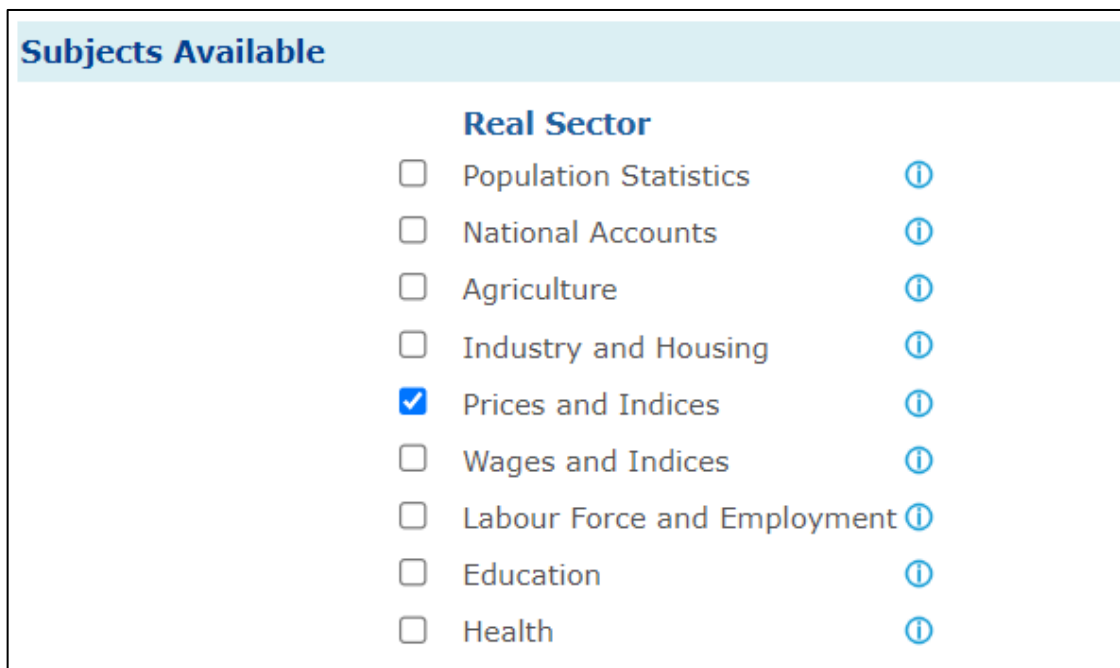 Subjects Available
Real Sector
Population Statistics
National Accounts
Agriculture
Industry and Housing
Prices and Indices
Wages and Indices
Labour Force and Employment
Education
Health